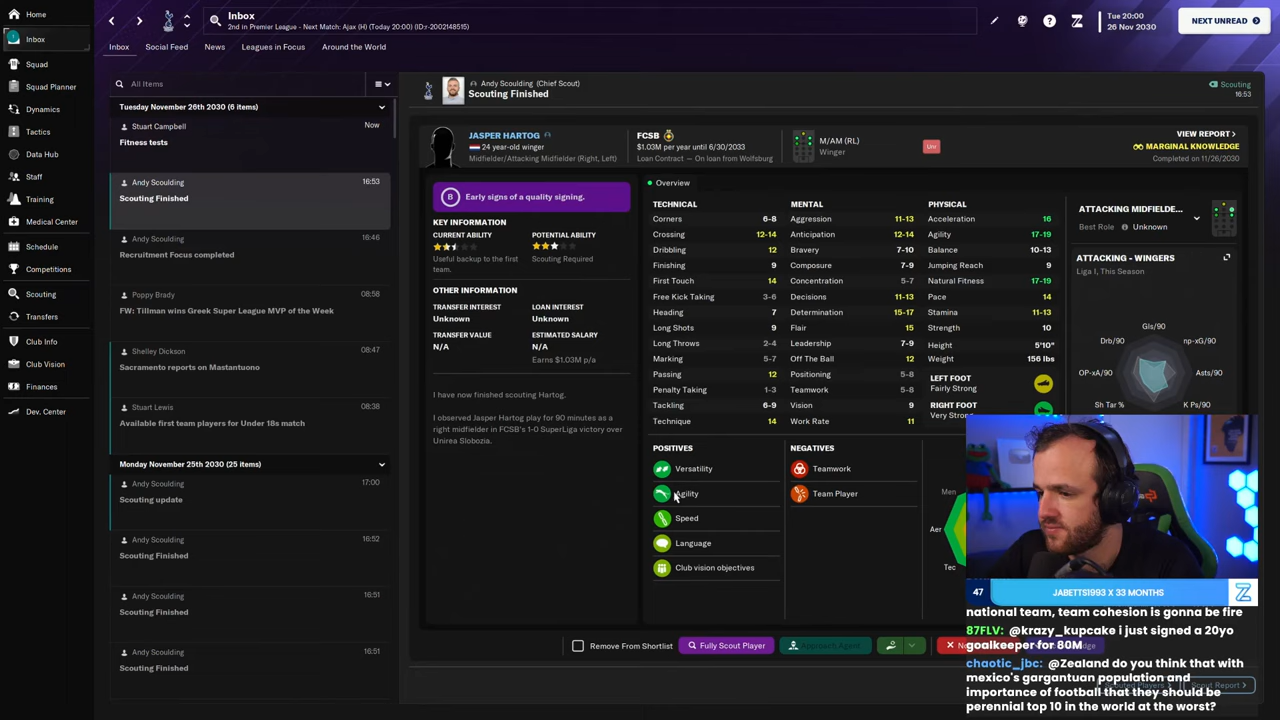 Home
Inbox
Squad
Squad Planner
Dynamics
Tactics
Data Hub
Staff
Training
Medical Center
Schedule
Competitions
Scouting
Transfers
Club Info
Club Vision
Finances
Dev. Center
Inbox
2nd in Premier League - Next Match: Ajax (H) (Today 20:00) (ID:r-2002148515)
Tue 20:00
26 Nov 2030
NEXT UNREAD
Inbox Social Feed News Leagues in Focus Around the World
All Items
Tuesday November 26th 2030 (6 items)
Stuart Campbell Now
Fitness tests
Andy Scoulding 16:53
Scouting Finished
Andy Scoulding 16:46
Recruitment Focus completed
Poppy Brady 08:58
FW: Tillman wins Greek Super League MVP of the Week
Shelley Dickson 08:47
Sacramento reports on Mastantuono
Stuart Lewis 08:38
Available first team players for Under 18s match
Monday November 25th 2030 (25 items)
Andy Scoulding 17:00
Scouting update
Andy Scoulding 16:52
Scouting Finished
Andy Scoulding 16:51
Scouting Finished
Andy Scoulding 16:51
Scouting Finished
Andy Scoulding (Chief Scout)
Scouting Finished
Scouting
16:53
JASPER HARTOG
24 year-old winger
Midfielder/Attacking Midfielder (Right, Left)
FCSB
$1.03M per year until 6/30/2033
Loan Contract - On loan from Wolfsburg
M/AM (RL)
Winger
Unr
VIEW REPORT
MARGINAL KNOWLEDGE
Completed on 11/26/2030
B Early signs of a quality signing.
KEY INFORMATION
CURRENT ABILITY POTENTIAL ABILITY
Useful backup to the first team. Scouting Required
OTHER INFORMATION
TRANSFER INTEREST LOAN INTEREST
Unknown Unknown
TRANSFER VALUE ESTIMATED SALARY
N/A N/A
Earns $1.03M p/a
I have now finished scouting Hartog.
I observed Jasper Hartog play for 90 minutes as a
right midfielder in FCSB's 1-0 SuperLiga victory over
Unirea Slobozia.
Overview
TECHNICAL MENTAL PHYSICAL
Corners 6-8 Aggression 11-13 Acceleration 16
Crossing 12-14 Anticipation 12-14 Agility 17-19
Dribbling 12 Bravery 7-10 Balance 10-13
Finishing 9 Composure 7-9 Jumping Reach 9
First Touch 14 Concentration 5-7 Natural Fitness 17-19
Free Kick Taking 3-6 Decisions 11-13 Pace 14
Heading 7 Determination 15-17 Stamina 11-13
Long Shots 9 Flair 15 Strength 10
Long Throws 2-4 Leadership 7-9 Height 5'10"
Marking 5-7 Off The Ball 12 Weight 156 lbs
Passing 12 Positioning 5-8 LEFT FOOT
Fairly Strong
Penalty Taking 1-3 Teamwork 5-8
Tackling 6-9 Vision 9 RIGHT FOOT
Very Strong
Technique 14 Work Rate 11
ATTACKING MIDFIELDE...
Best Role Unknown
ATTACKING - WINGERS
Liga I, This Season
Gls/90
Drb/90 np-xG/90
OP-xA/90 Asts/90
Sh Tar % K Ps/90
POSITIVES NEGATIVES
Versatility Teamwork
Agility Team Player
Speed
Language
Club vision objectives
Men
Aer
Tec
Remove From Shortlist Fully Scout Player Approach Agent
47 JABETTS1993 X 33 MONTHS
national team, team cohesion is gonna be fire
87FLV: @krazy_kupcake i just signed a 20yo
goalkeeper for 80M
chaotic_jbc: @Zealand do you think that with
mexico's gargantuan population and
importance of football that they should be
perennial top 10 in the world at the worst?